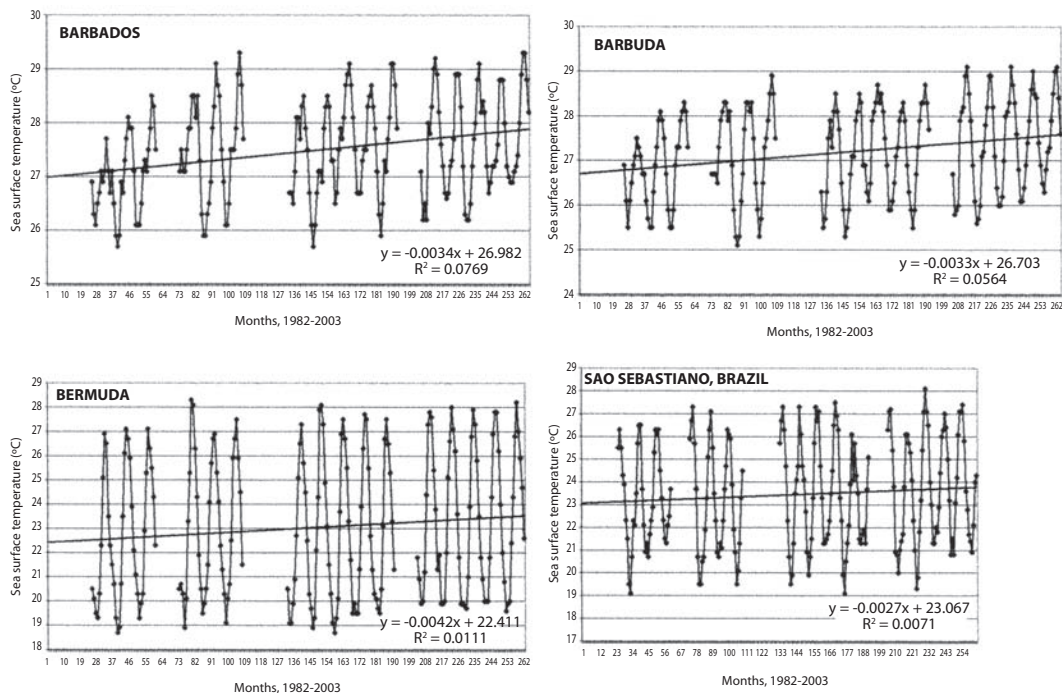 BARBADOS
Sea surface temperature (ºC)
30
29
28
27
26
25
y = -0.0034x + 26.982
R² = 0.0769
1 10 19 28 37 46 55 64 73 82 91 100 109 118 127 136 145 154 163 172 181 190 199 208 217 226 235 244 253 262
Months, 1982-2003
BARBUDA
Sea surface temperature (ºC)
30
29
28
27
26
25
24
y = -0.0033x + 26.703
R² = 0.0564
1 10 19 28 37 46 55 64 73 82 91 100 109 118 127 136 145 154 163 172 181 190 199 208 217 226 235 244 253 262
Months, 1982-2003
BERMUDA
Sea surface temperature (ºC)
29
28
27
26
25
24
23
22
21
20
19
18
y = -0.0042x + 22.411
R² = 0.0111
1 10 19 28 37 46 55 64 73 82 91 100 109 118 127 136 145 154 163 172 181 190 199 208 217 226 235 244 253 262
Months, 1982-2003
SAO SEBASTIANO, BRAZIL
Sea surface temperature (ºC)
29
28
27
26
25
24
23
22
21
20
19
18
17
y = -0.0027x + 23.067
R² = 0.0071
1 12 23 34 45 56 67 78 89 100 111 122 133 144 155 166 177 188 199 210 221 232 243 254
Months, 1982-2003